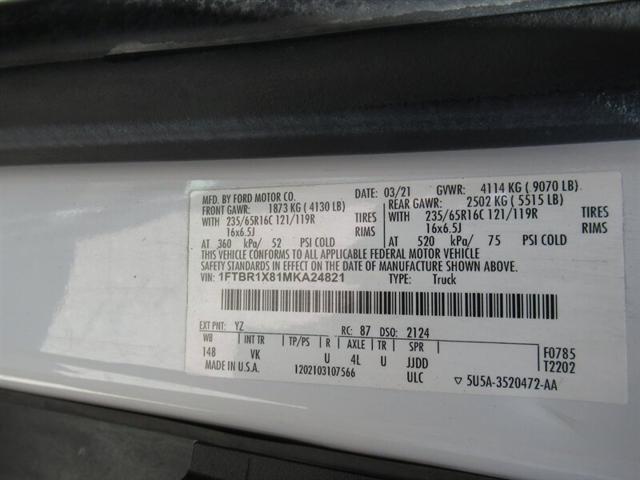 MFD. BY FORD MOTOR CO. DATE: 03/21 GVWR: 4114 KG ( 9070 LB)
FRONT GAWR: 1873 KG ( 4130 LB) REAR GAWR: 2502 KG ( 5515 LB)
WITH 235/65R16C 121/119R TIRES WITH 235/65R16C 121/119R TIRES
16x6.5J RIMS 16x6.5J RIMS
AT 360 kPa/ 52 PSI COLD AT 520 kPa/ 75 PSI COLD
THIS VEHICLE CONFORMS TO ALL APPLICABLE FEDERAL MOTOR VEHICLE
SAFETY STANDARDS IN EFFECT ON THE DATE OF MANUFACTURE SHOWN ABOVE.
VIN: 1FTBR1X81MKA24821 TYPE: Truck
EXT PNT: YZ RC: 87 DSO: 2124
WB INT TR TP/PS R AXLE TR SPR F0785
148 VK U 4L U JJDD T2202
MADE IN U.S.A. 120210310756​6 ULC ▽ 5U5A-3520472-AA